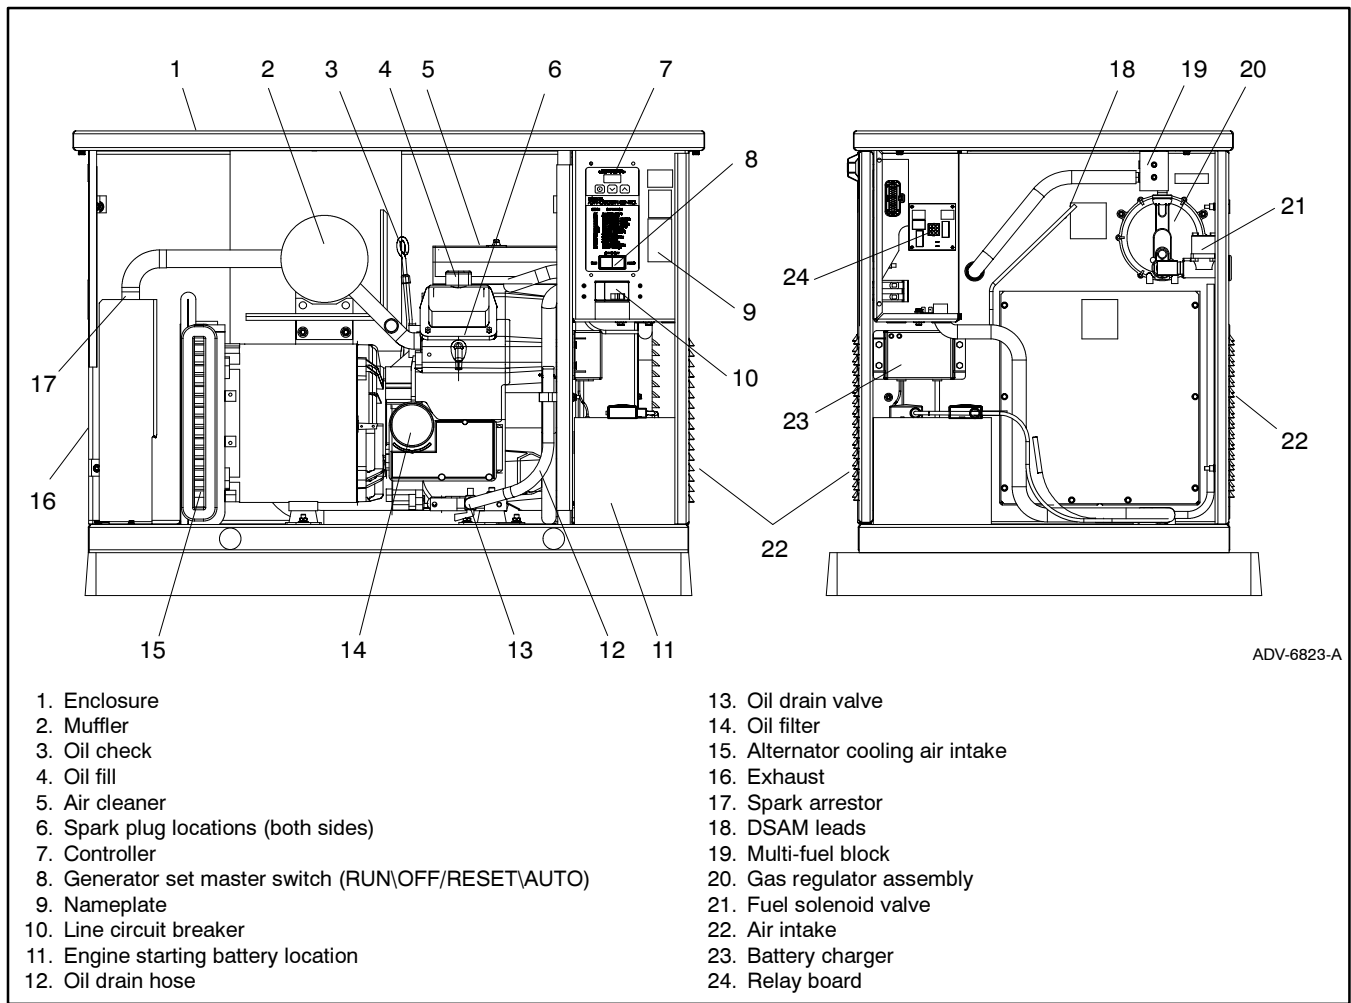 1 2 3 4 5 6 7 18 19 20
8
21
24
9
10
17
23
22
16
22
15 14 13 12 11
ADV-6823-A
1. Enclosure
2. Muffler
3. Oil check
4. Oil fill
5. Air cleaner
6. Spark plug locations (both sides)
7. Controller
8. Generator set master switch (RUN\OFF/RESET\AUTO)
9. Nameplate
10. Line circuit breaker
11. Engine starting battery location
12. Oil drain hose
13. Oil drain valve
14. Oil filter
15. Alternator cooling air intake
16. Exhaust
17. Spark arrestor
18. DSAM leads
19. Multi-fuel block
20. Gas regulator assembly
21. Fuel solenoid valve
22. Air intake
23. Battery charger
24. Relay board